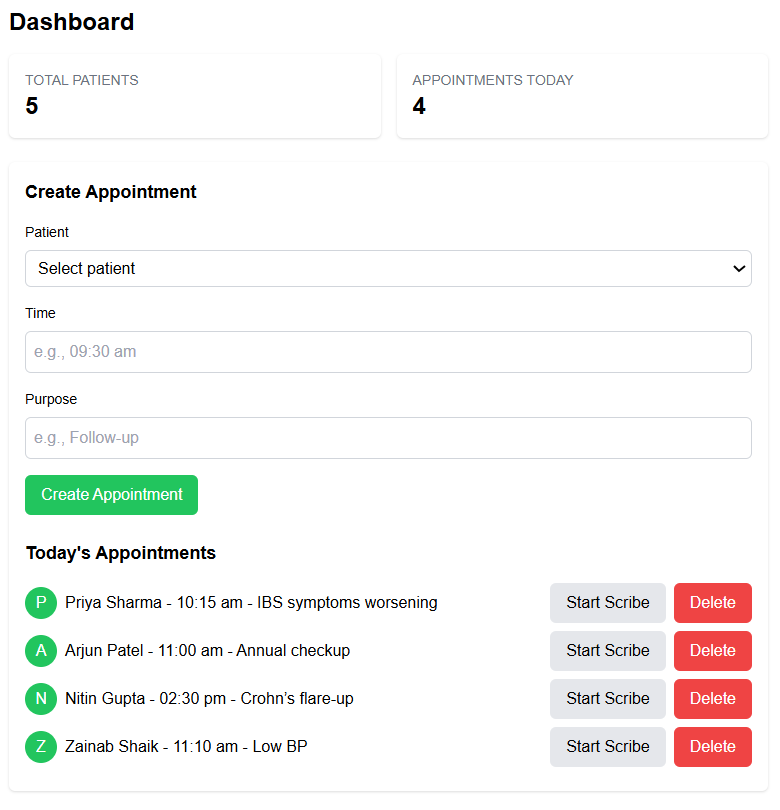 Dashboard
TOTAL PATIENTS
5
APPOINTMENTS TODAY
4
Create Appointment
Patient
Select patient
Time
e.g., 09:30 am
Purpose
e.g., Follow-up
Create Appointment
Today's Appointments
P Priya Sharma - 10:15 am - IBS symptoms worsening Start Scribe Delete
A Arjun Patel - 11:00 am - Annual checkup Start Scribe Delete
N Nitin Gupta - 02:30 pm - Crohn’s flare-up Start Scribe Delete
Z Zainab Shaik - 11:10 am - Low BP Start Scribe Delete